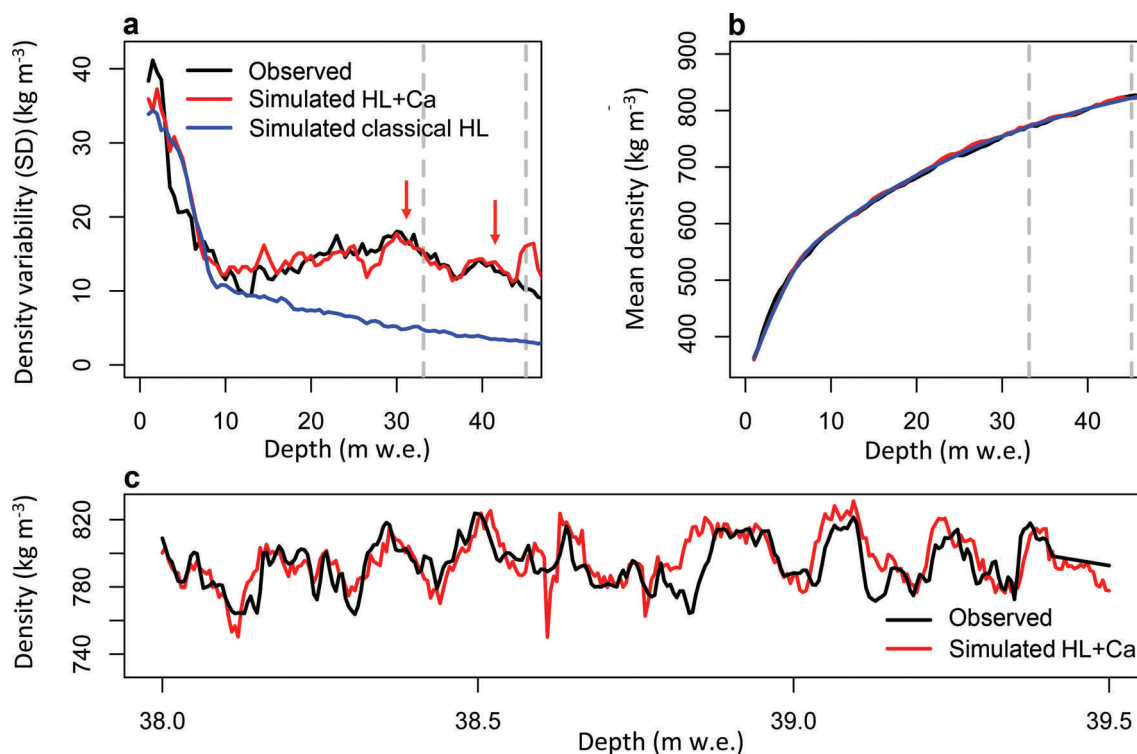 a
Density variability (SD) (kg m⁻³)
40
30
20
10
0
Observed
Simulated HL+Ca
Simulated classical HL
0 10 20 30 40
Depth (m w.e.)
b
Mean density (kg m⁻³)
900
800
700
600
500
400
0 10 20 30 40
Depth (m w.e.)
c
Density (kg m⁻³)
820
780
740
Observed
Simulated HL+Ca
38.0 38.5 39.0 39.5
Depth (m w.e.)